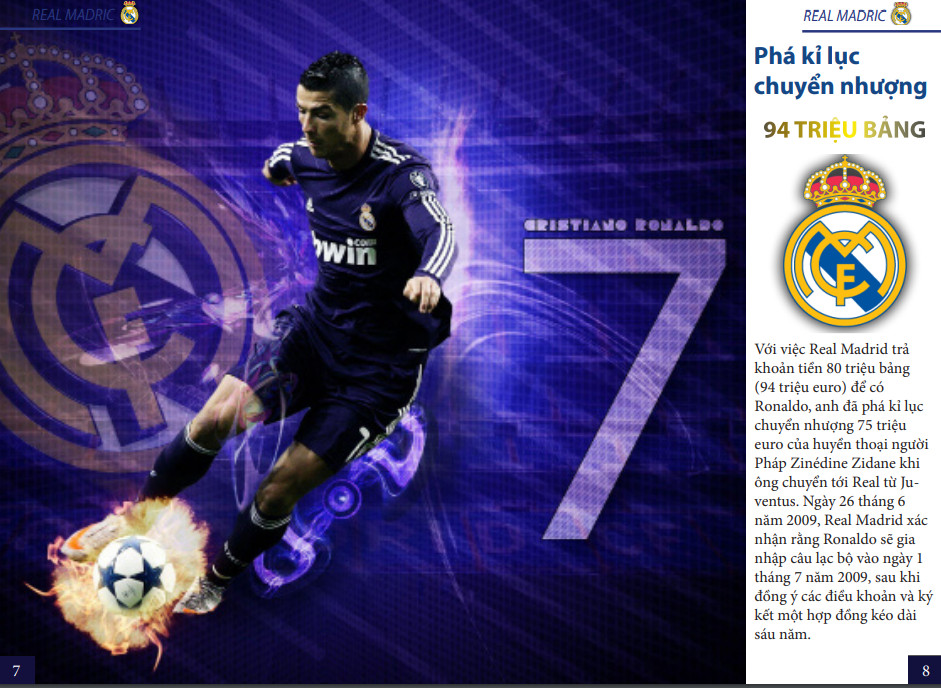 REAL MADRIC
CRISTIANO RONALDO
7
bwin
.COM
7
7
REAL MADRIC
Phá kỉ lục
chuyển nhượng
94 TRIỆU BẢNG
Với việc Real Madrid trả
khoản tiền 80 triệu bảng
(94 triệu euro) để có
Ronaldo, anh đã phá kỉ lục
chuyển nhượng 75 triệu
euro của huyền thoại người
Pháp Zinédine Zidane khi
ông chuyển tới Real từ Ju-
ventus. Ngày 26 tháng 6
năm 2009, Real Madrid xác
nhận rằng Ronaldo sẽ gia
nhập câu lạc bộ vào ngày 1
tháng 7 năm 2009, sau khi
đồng ý các điều khoản và ký
kết một hợp đồng kéo dài
sáu năm.
8